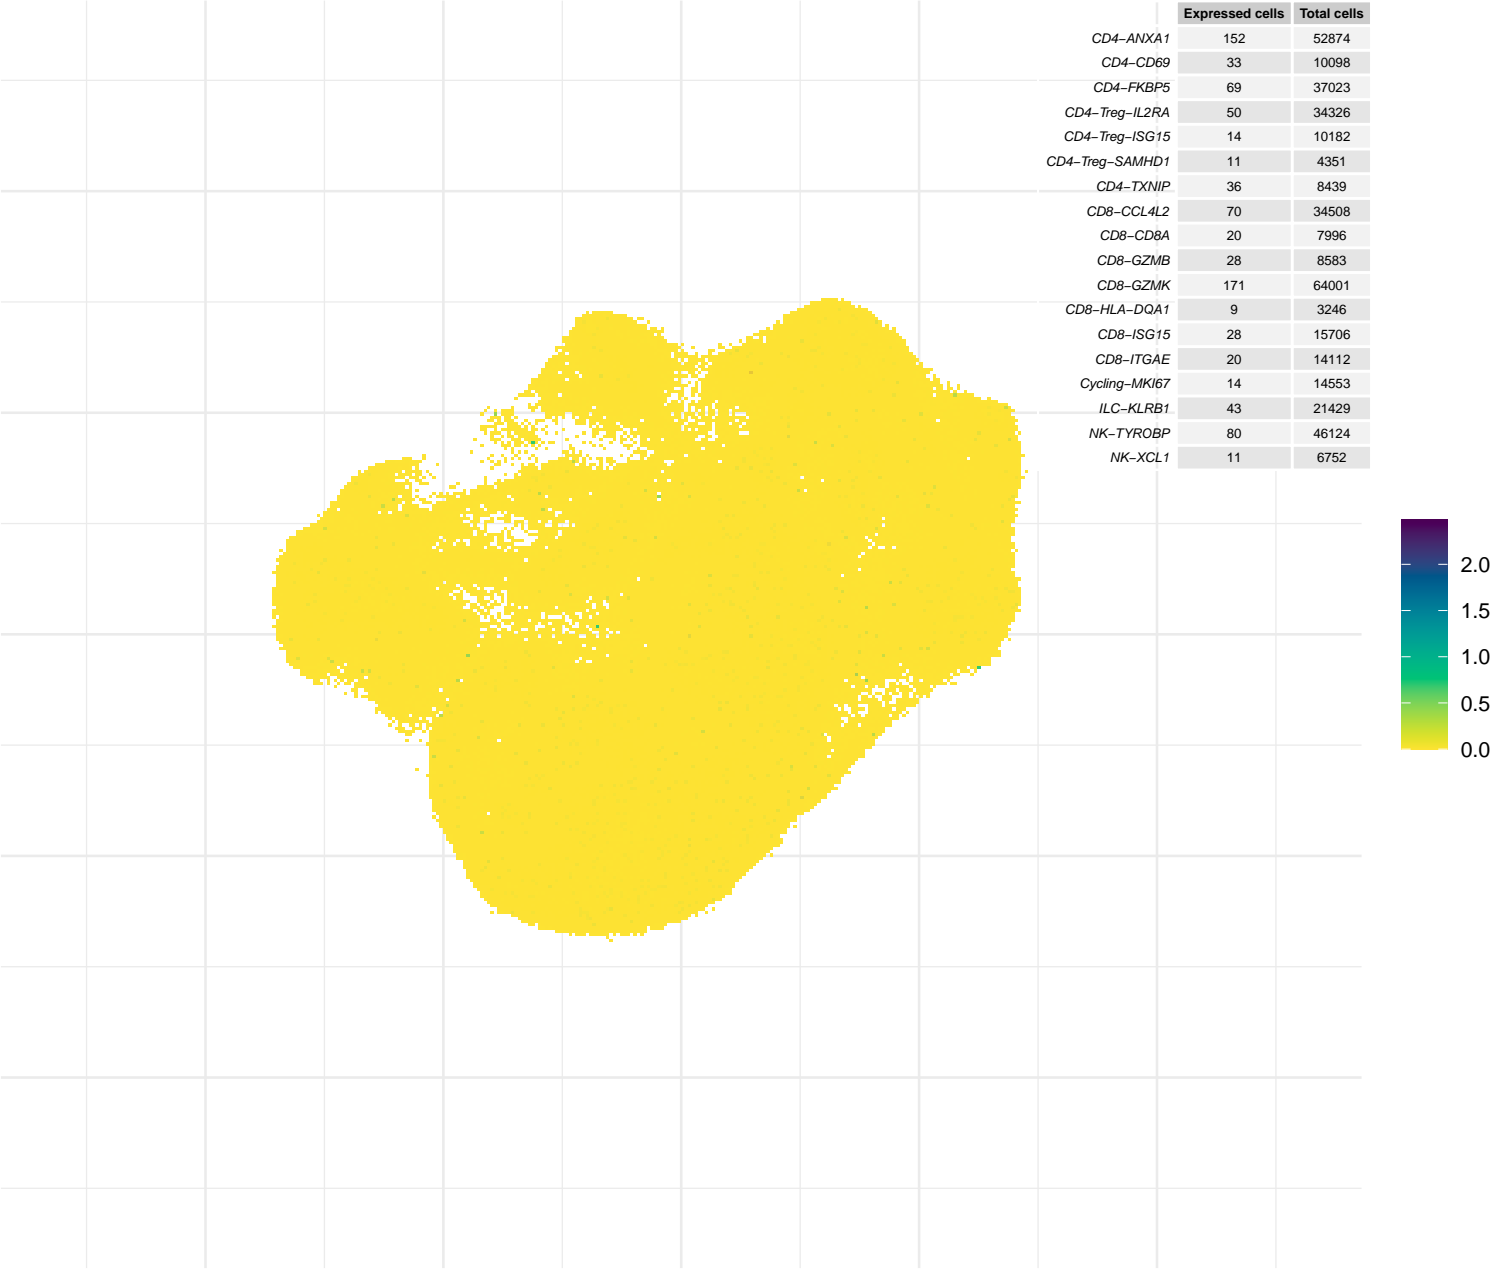 Expressed cells Total cells
CD4−ANXA1 152 52874
CD4−CD69 33 10098
CD4−FKBP5 69 37023
CD4−Treg−IL2RA 50 34326
CD4−Treg−ISG15 14 10182
CD4−Treg−SAMHD1 11 4351
CD4−TXNIP 36 8439
CD8−CCL4L2 70 34508
CD8−CD8A 20 7996
CD8−GZMB 28 8583
CD8−GZMK 171 64001
CD8−HLA−DQA1 9 3246
CD8−ISG15 28 15706
CD8−ITGAE 20 14112
Cycling−MKI67 14 14553
ILC−KLRB1 43 21429
NK−TYROBP 80 46124
NK−XCL1 11 6752
2.0
1.5
1.0
0.5
0.0